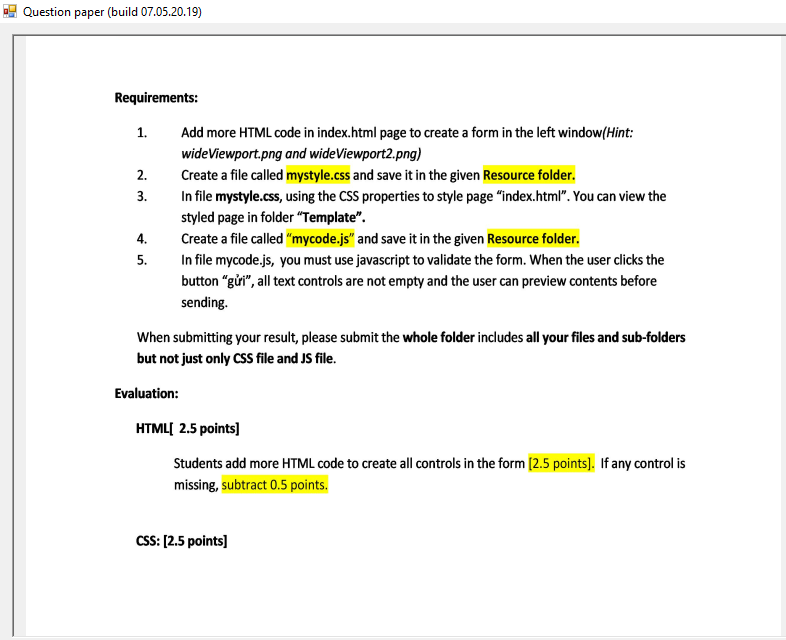 Question paper (build 07.05.20.19)
Requirements:
1. Add more HTML code in index.html page to create a form in the left window(Hint:
wideViewport.png and wideViewport2.png)
2. Create a file called mystyle.css and save it in the given Resource folder.
3. In file mystyle.css, using the CSS properties to style page “index.html”. You can view the
styled page in folder “Template”.
4. Create a file called “mycode.js” and save it in the given Resource folder.
5. In file mycode.js, you must use javascript to validate the form. When the user clicks the
button “gửi”, all text controls are not empty and the user can preview contents before
sending.
When submitting your result, please submit the whole folder includes all your files and sub-folders
but not just only CSS file and JS file.
Evaluation:
HTML[ 2.5 points]
Students add more HTML code to create all controls in the form [2.5 points]. If any control is
missing, subtract 0.5 points.
CSS: [2.5 points]